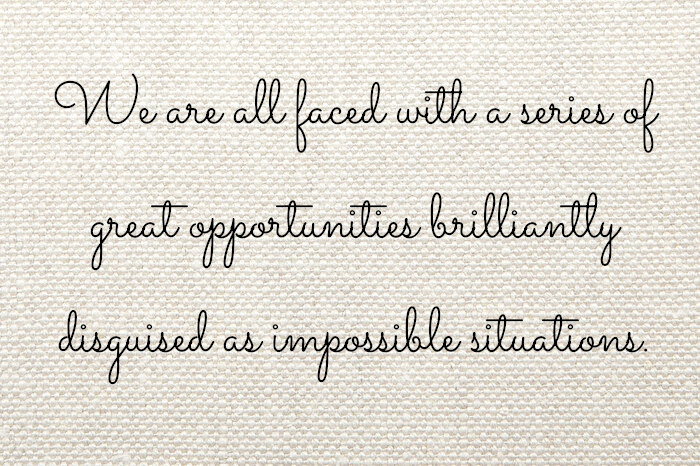 We are all faced with a series of
great opportunities brilliantly
disguised as impossible situations.